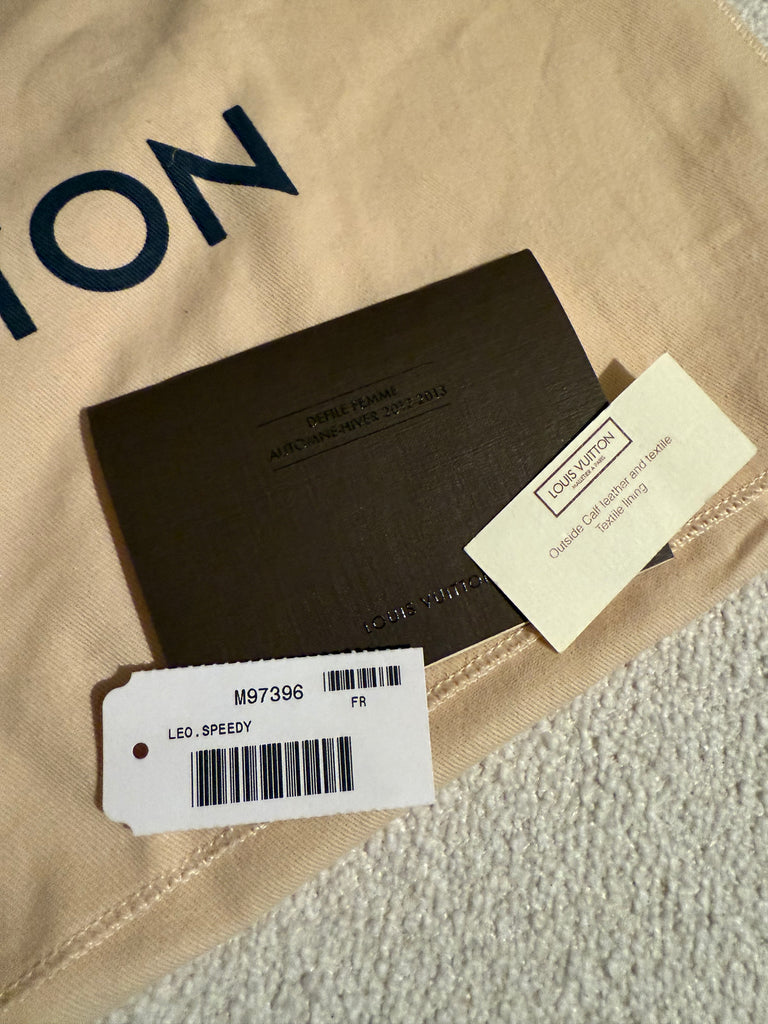 TON
DEFILE FEMME
AUTOMNE-HIVER 2012-2013
LOUIS VUITTON
LOUIS VUITTON
MALLETIER A PARIS
Outside Calf leather and textile
Textile lining
M97396
FR
LEO.SPEEDY